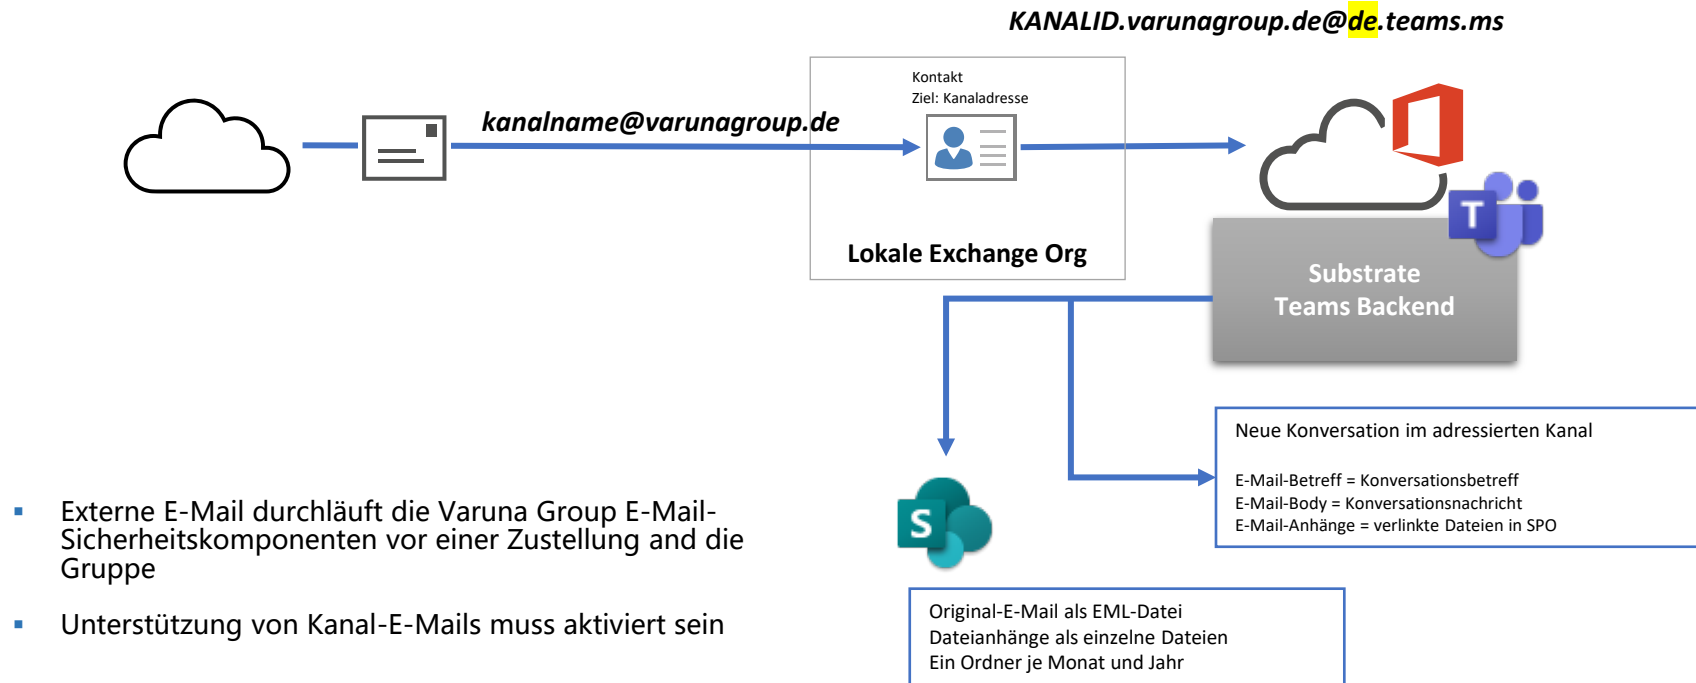 KANALID.varunagroup.de@de.teams.ms
Kontakt
Ziel: Kanaladresse
kanalname@varunagroup.de
Lokale Exchange Org
T
Substrate
Teams Backend
Neue Konversation im adressierten Kanal
E-Mail-Betreff = Konversationsbetreff
E-Mail-Body = Konversationsnachricht
E-Mail-Anhänge = verlinkte Dateien in SPO
S
▪ Externe E-Mail durchläuft die Varuna Group E-Mail-
Sicherheitskomponenten vor einer Zustellung and die
Gruppe
▪ Unterstützung von Kanal-E-Mails muss aktiviert sein
Original-E-Mail als EML-Datei
Dateianhänge als einzelne Dateien
Ein Ordner je Monat und Jahr